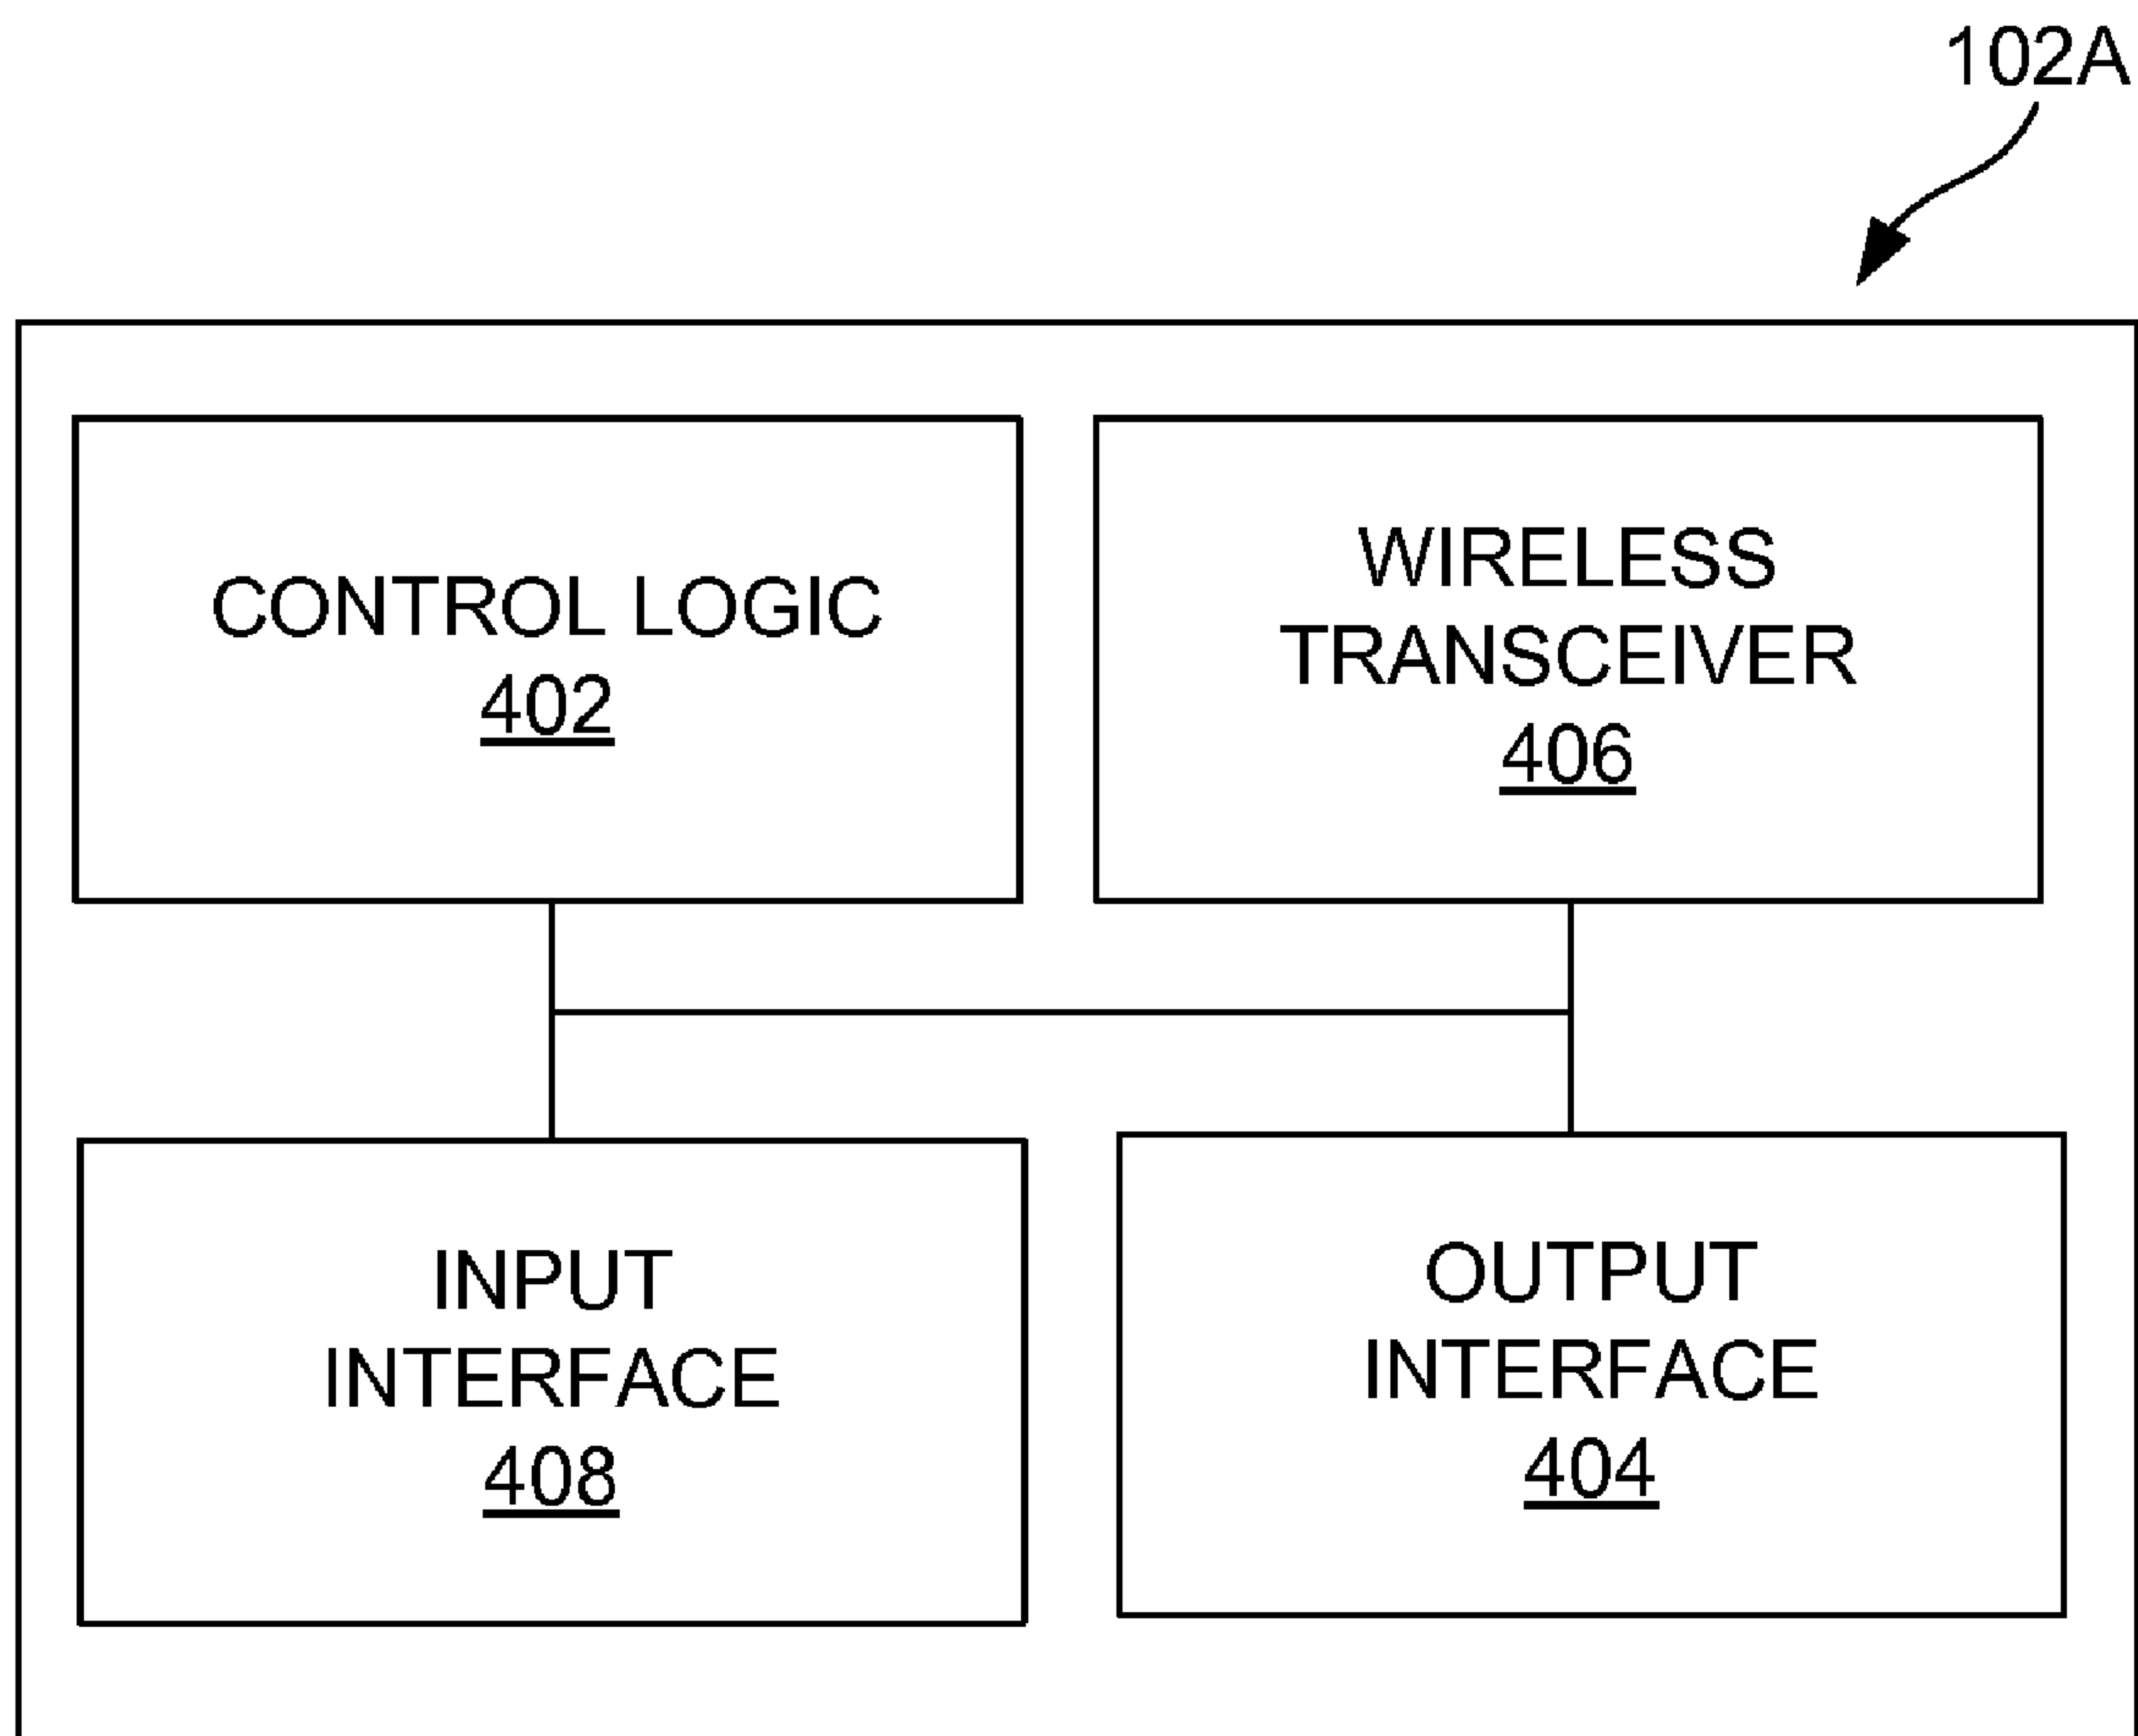 102A
CONTROL LOGIC
402
WIRELESS
TRANSCEIVER
406
INPUT
INTERFACE
408
OUTPUT
INTERFACE
404